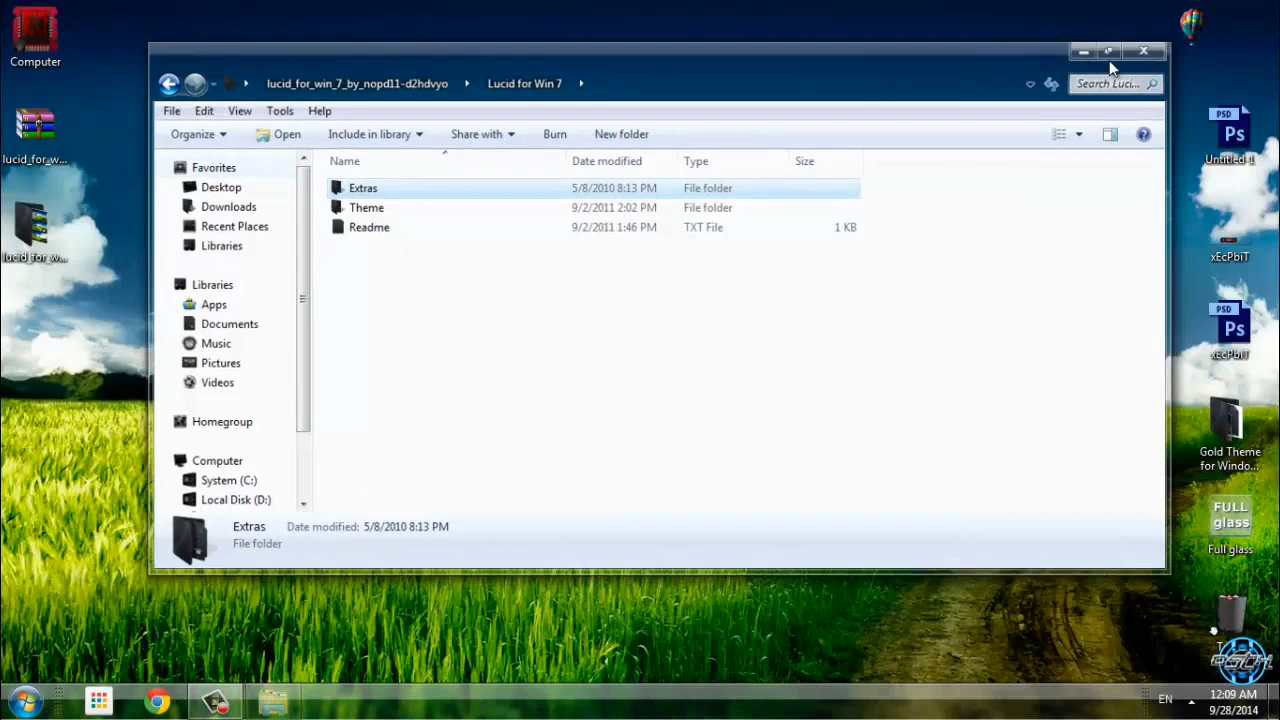 Computer
lucid_for_w...
lucid_for_w...
lucid_for_win_7_by_nopd11-d2hdvyo
Lucid for Win 7
Search Luci...
File Edit View Tools Help
Organize Open Include in library Share with Burn New folder
Name Date modified Type Size
Extras 5/8/2010 8:13 PM File folder
Theme 9/2/2011 2:02 PM File folder
Readme 9/2/2011 1:46 PM TXT File 1 KB
Favorites
Desktop
Downloads
Recent Places
Libraries
Libraries
Apps
Documents
Music
Pictures
Videos
Homegroup
Computer
System (C:)
Local Disk (D:)
Extras Date modified: 5/8/2010 8:13 PM
File folder
PSD
Ps
Untitled-1
xEcPbiT
PSD
Ps
xEcPbiT
Gold Theme
for Windo...
FULL
glass
Full glass
EN
12:09 AM
9/28/2014